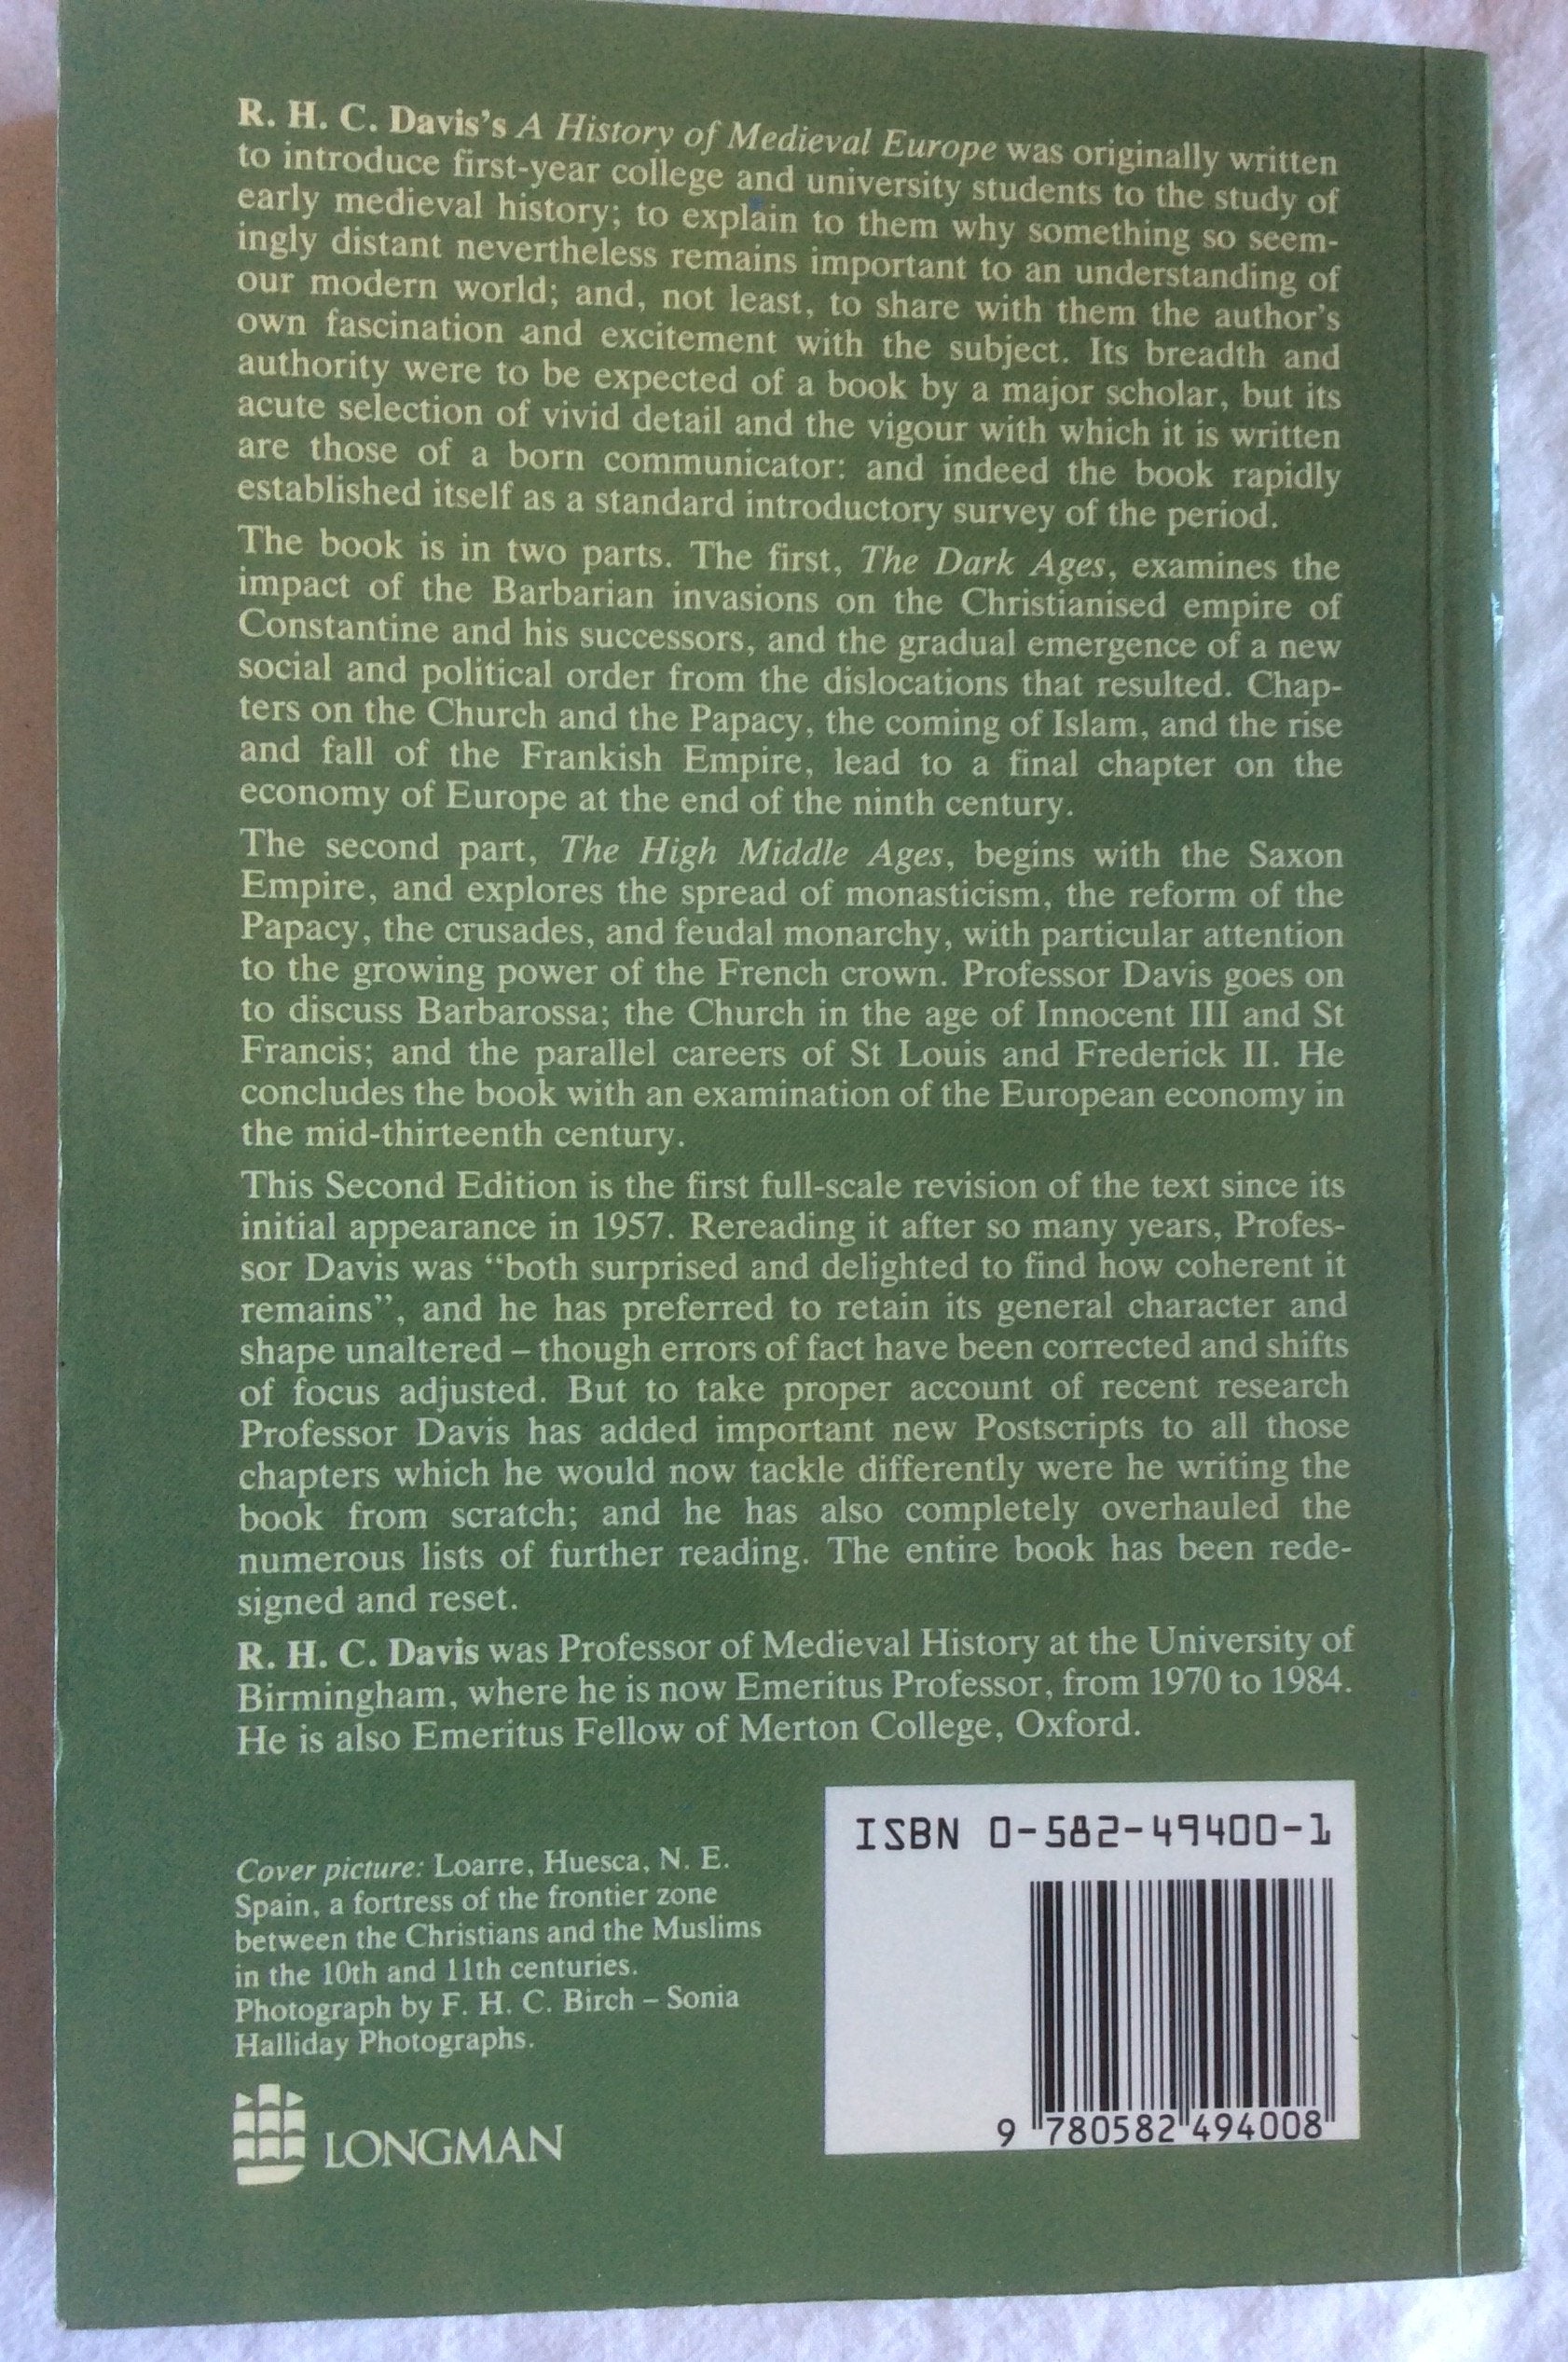 R. H. C. Davis's A History of Medieval Europe was originally written
to introduce first-year college and university students to the study of
early medieval history; to explain to them why something so seem-
ingly distant nevertheless remains important to an understanding of
our modern world; and, not least, to share with them the author's
own fascination and excitement with the subject. Its breadth and
authority were to be expected of a book by a major scholar, but its
acute selection of vivid detail and the vigour with which it is written
are those of a born communicator: and indeed the book rapidly
established itself as a standard introductory survey of the period.
The book is in two parts. The first, The Dark Ages, examines the
impact of the Barbarian invasions on the Christianised empire of
Constantine and his successors, and the gradual emergence of a new
social and political order from the dislocations that resulted. Chap-
ters on the Church and the Papacy, the coming of Islam, and the rise
and fall of the Frankish Empire, lead to a final chapter on the
economy of Europe at the end of the ninth century.
The second part, The High Middle Ages, begins with the Saxon
Empire, and explores the spread of monasticism, the reform of the
Papacy, the crusades, and feudal monarchy, with particular attention
to the growing power of the French crown. Professor Davis goes on
to discuss Barbarossa; the Church in the age of Innocent III and St
Francis; and the parallel careers of St Louis and Frederick II. He
concludes the book with an examination of the European economy in
the mid-thirteenth century.
This Second Edition is the first full-scale revision of the text since its
initial appearance in 1957. Rereading it after so many years, Profes-
sor Davis was “both surprised and delighted to find how coherent it
remains”, and he has preferred to retain its general character and
shape unaltered – though errors of fact have been corrected and shifts
of focus adjusted. But to take proper account of recent research
Professor Davis has added important new Postscripts to all those
chapters which he would now tackle differently were he writing the
book from scratch; and he has also completely overhauled the
numerous lists of further reading. The entire book has been rede-
signed and reset.
R. H. C. Davis was Professor of Medieval History at the University of
Birmingham, where he is now Emeritus Professor, from 1970 to 1984.
He is also Emeritus Fellow of Merton College, Oxford.
Cover picture: Loarre, Huesca, N. E.
Spain, a fortress of the frontier zone
between the Christians and the Muslims
in the 10th and 11th centuries.
Photograph by F. H. C. Birch – Sonia
Halliday Photographs.
LONGMAN
ISBN 0-582-49400-1
9 780582 494008